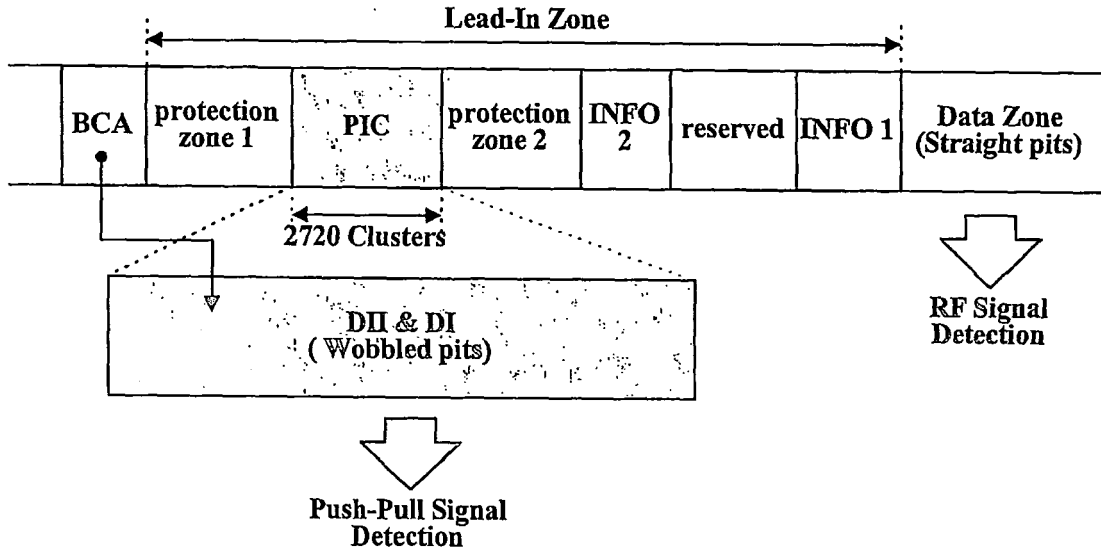 Lead-In Zone
BCA
protection
zone 1
PIC
protection
zone 2
INFO
2
reserved
INFO 1
Data Zone
(Straight pits)
2720 Clusters
DII & DI
( Wobbled pits)
RF Signal
Detection
Push-Pull Signal
Detection